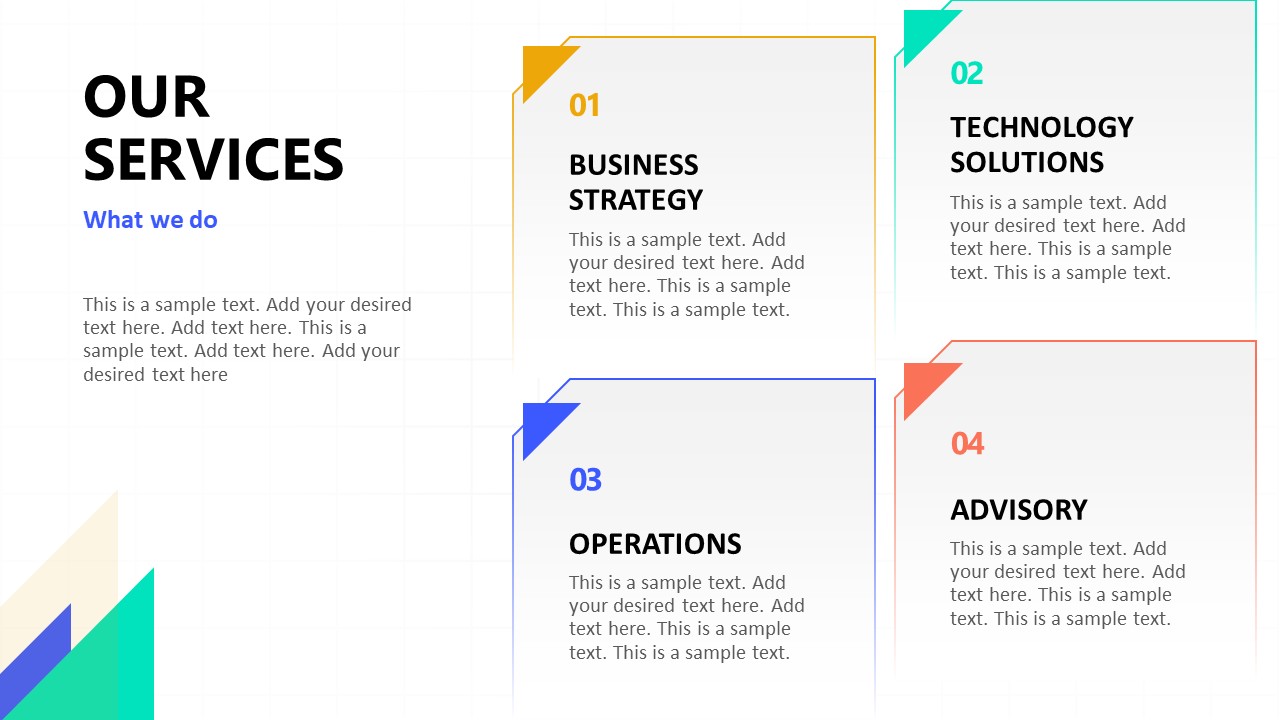 OUR
SERVICES
What we do
This is a sample text. Add your desired
text here. Add text here. This is a
sample text. Add text here. Add your
desired text here
01
BUSINESS
STRATEGY
This is a sample text. Add
your desired text here. Add
text here. This is a sample
text. This is a sample text.
02
TECHNOLOGY
SOLUTIONS
This is a sample text. Add
your desired text here. Add
text here. This is a sample
text. This is a sample text.
03
OPERATIONS
This is a sample text. Add
your desired text here. Add
text here. This is a sample
text. This is a sample text.
04
ADVISORY
This is a sample text. Add
your desired text here. Add
text here. This is a sample
text. This is a sample text.